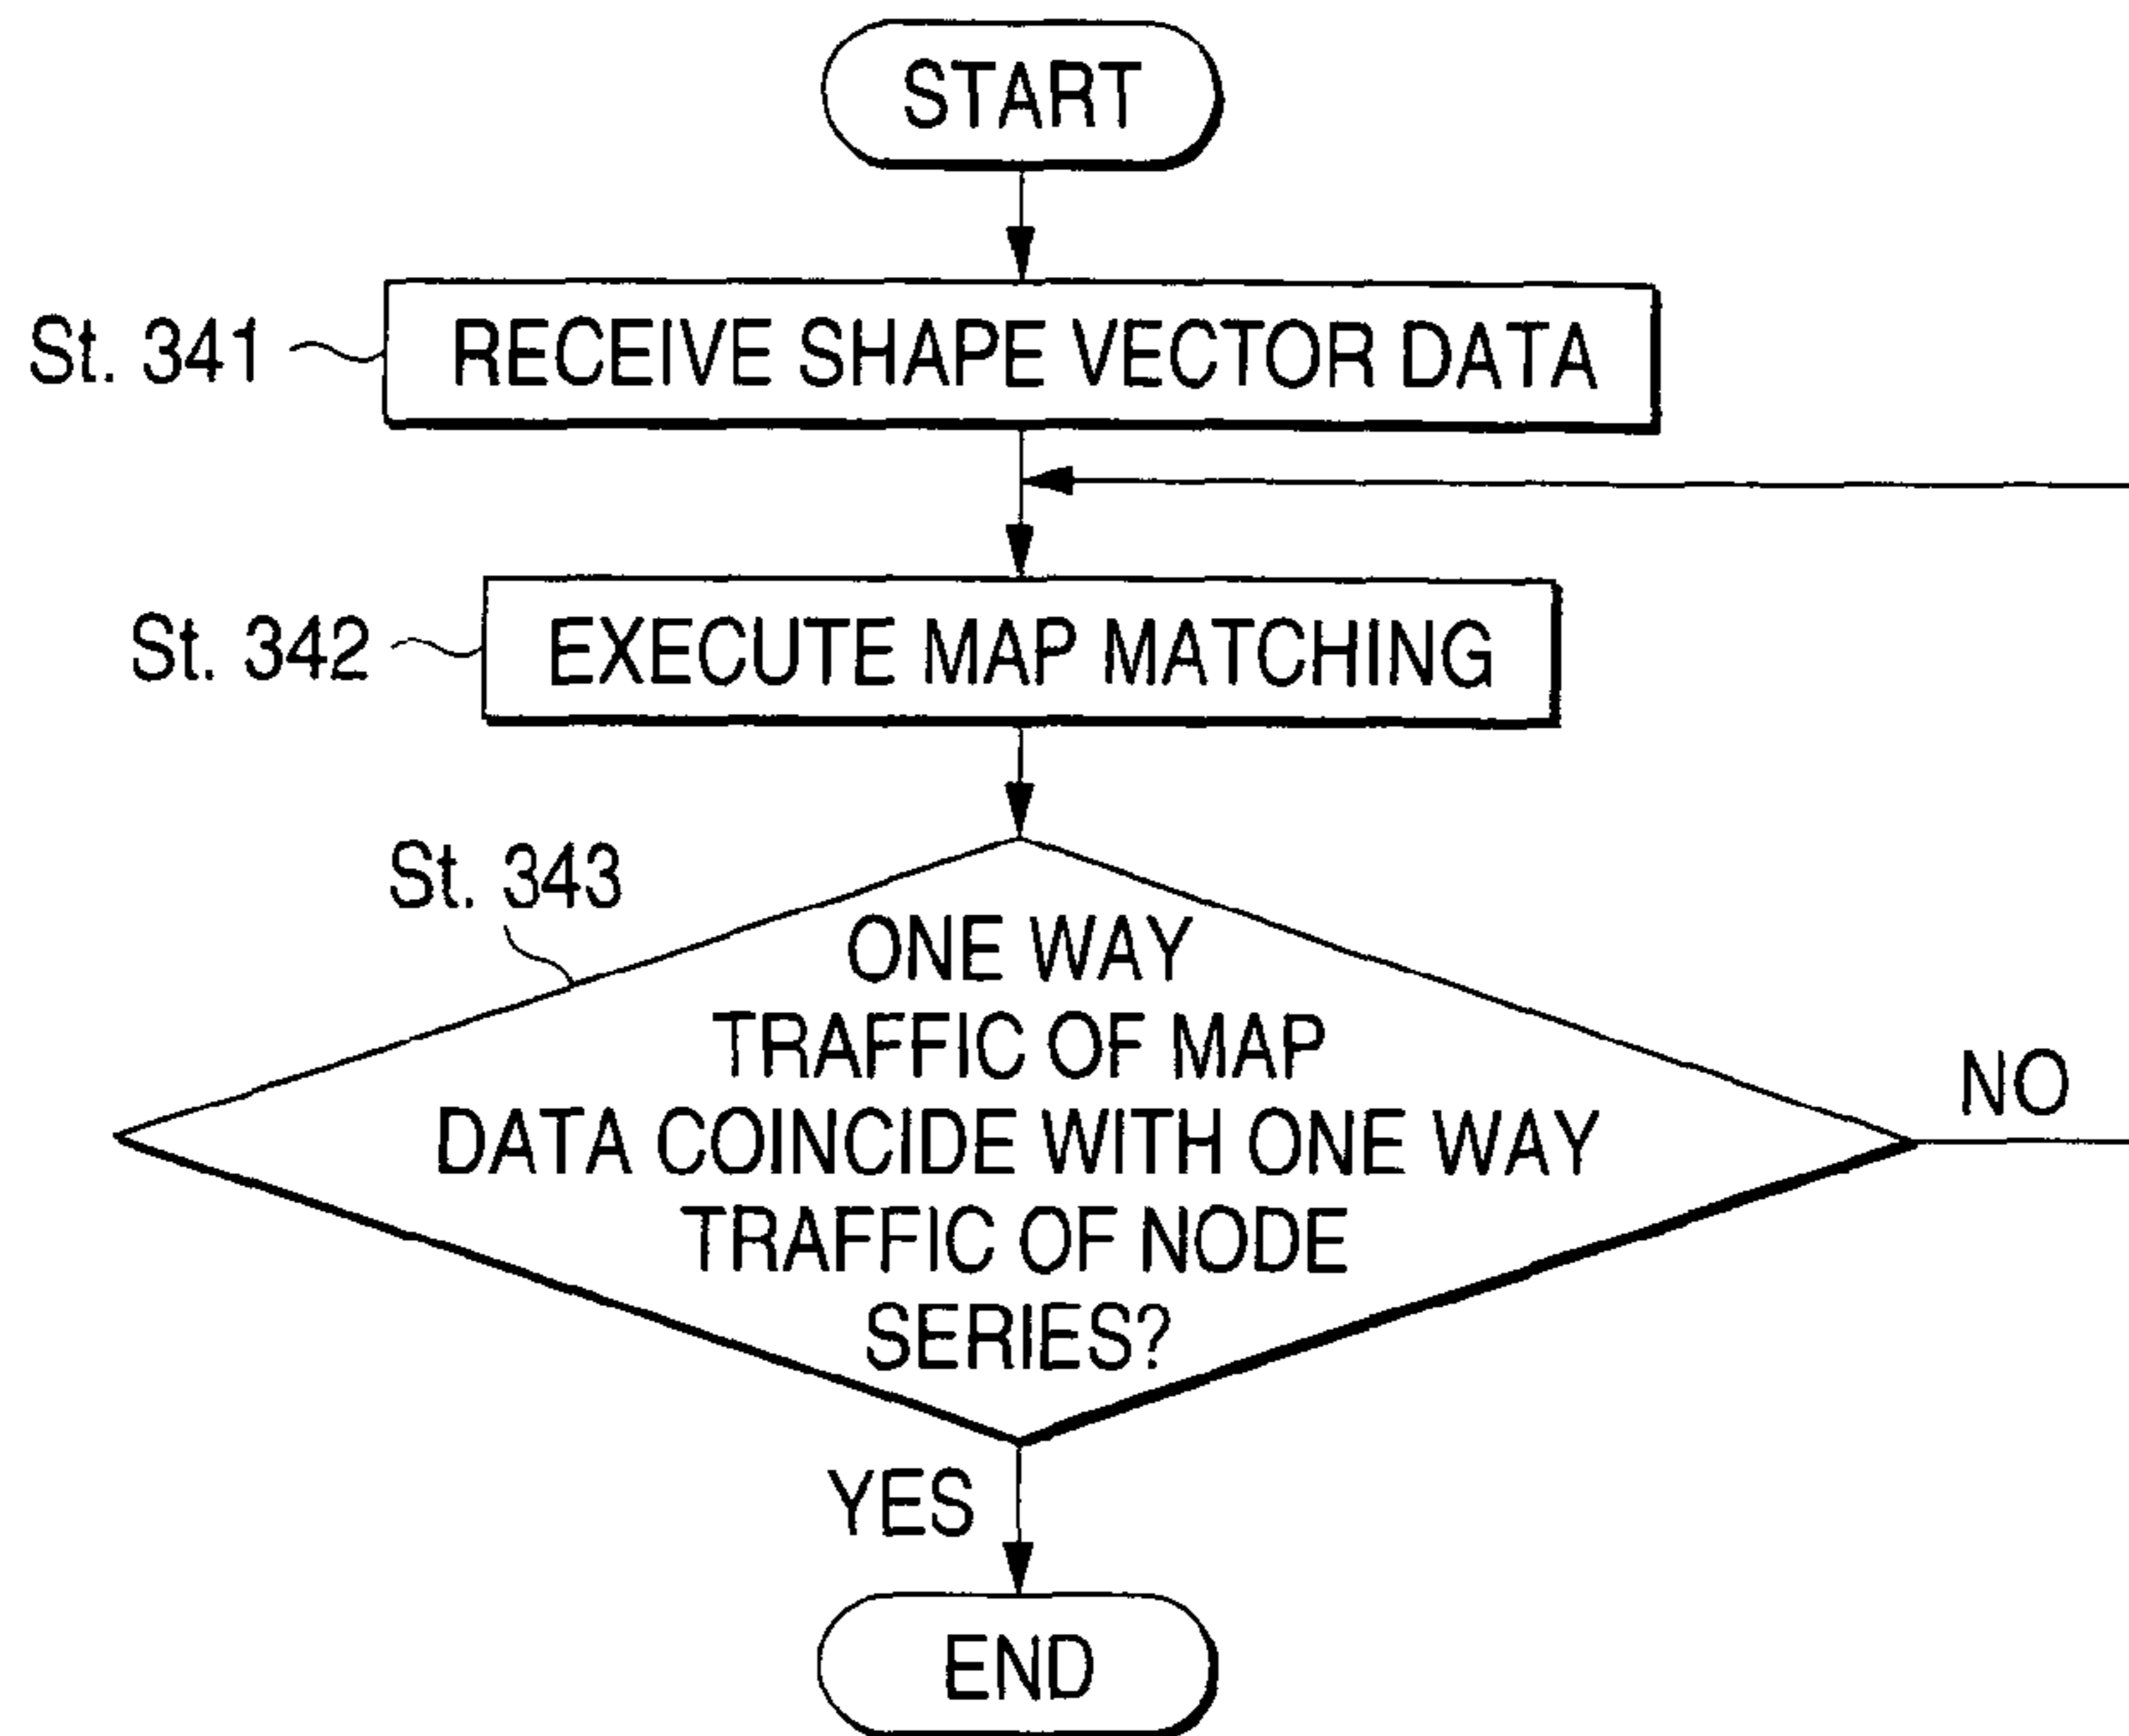 START
St. 341
RECEIVE SHAPE VECTOR DATA
St. 342
EXECUTE MAP MATCHING
St. 343
ONE WAY
TRAFFIC OF MAP
DATA COINCIDE WITH ONE WAY
TRAFFIC OF NODE
SERIES?
NO
YES
END